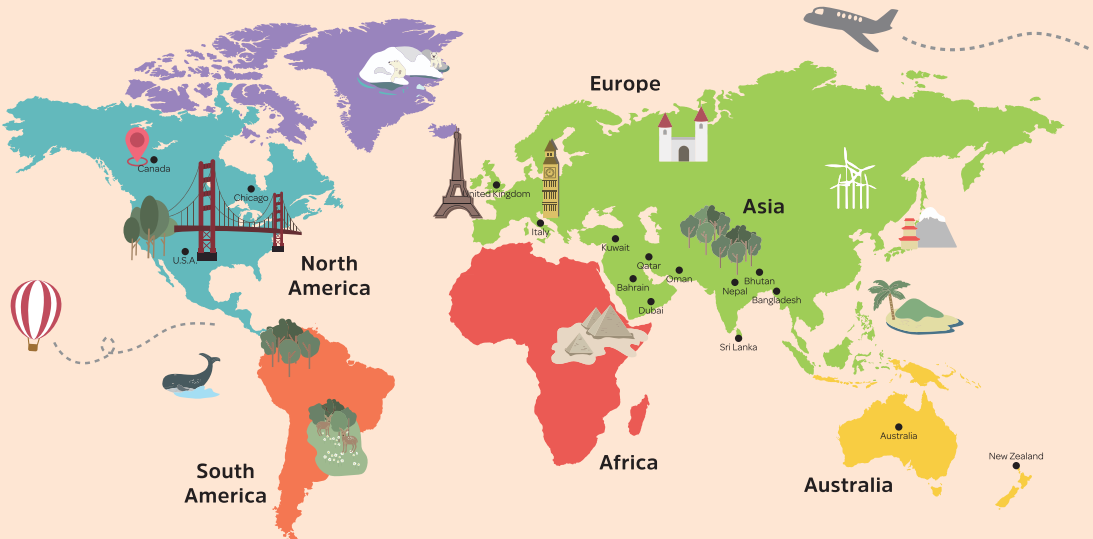 Europe
Canada
United Kingdom
Chicago
Asia
Italy
Kuwait
U.S.A.
North
America
Qatar
Oman
Bhutan
Bahrain
Nepal
Bangladesh
Dubai
Sri Lanka
Australia
New Zealand
Africa
South
America
Australia